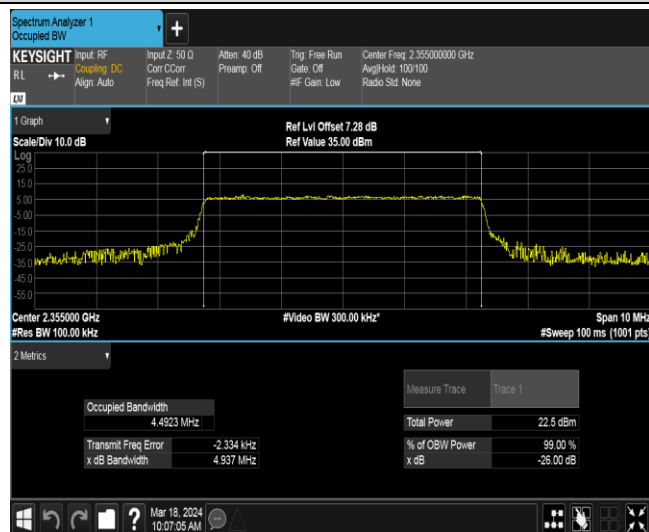 Spectrum Analyzer 1
Occupied BW
+
KEYSIGHT Input: RF Input Z: 50 Ω Atten: 40 dB Trig: Free Run Center Freq: 2.355000000 GHz
RL Coupling: DC Corr CCorr Preamp: Off Gate: Off Avg|Hold: 100/100
Align: Auto Freq Ref: Int (S) #IF Gain: Low Radio Std: None
LXI
1 Graph
Ref Lvl Offset 7.28 dB
Scale/Div 10.0 dB Ref Value 35.00 dBm
Log
25.0
15.0
5.00
-5.00
-15.0
-25.0
-35.0
-45.0
-55.0
Center 2.355000 GHz #Video BW 300.00 kHz* Span 10 MHz
#Res BW 100.00 kHz #Sweep 100 ms (1001 pts)
2 Metrics
Measure Trace Trace 1
Occupied Bandwidth
4.4923 MHz
Total Power 22.5 dBm
Transmit Freq Error -2.334 kHz % of OBW Power 99.00 %
x dB Bandwidth 4.937 MHz x dB -26.00 dB
? Mar 18, 2024
10:07:05 AM